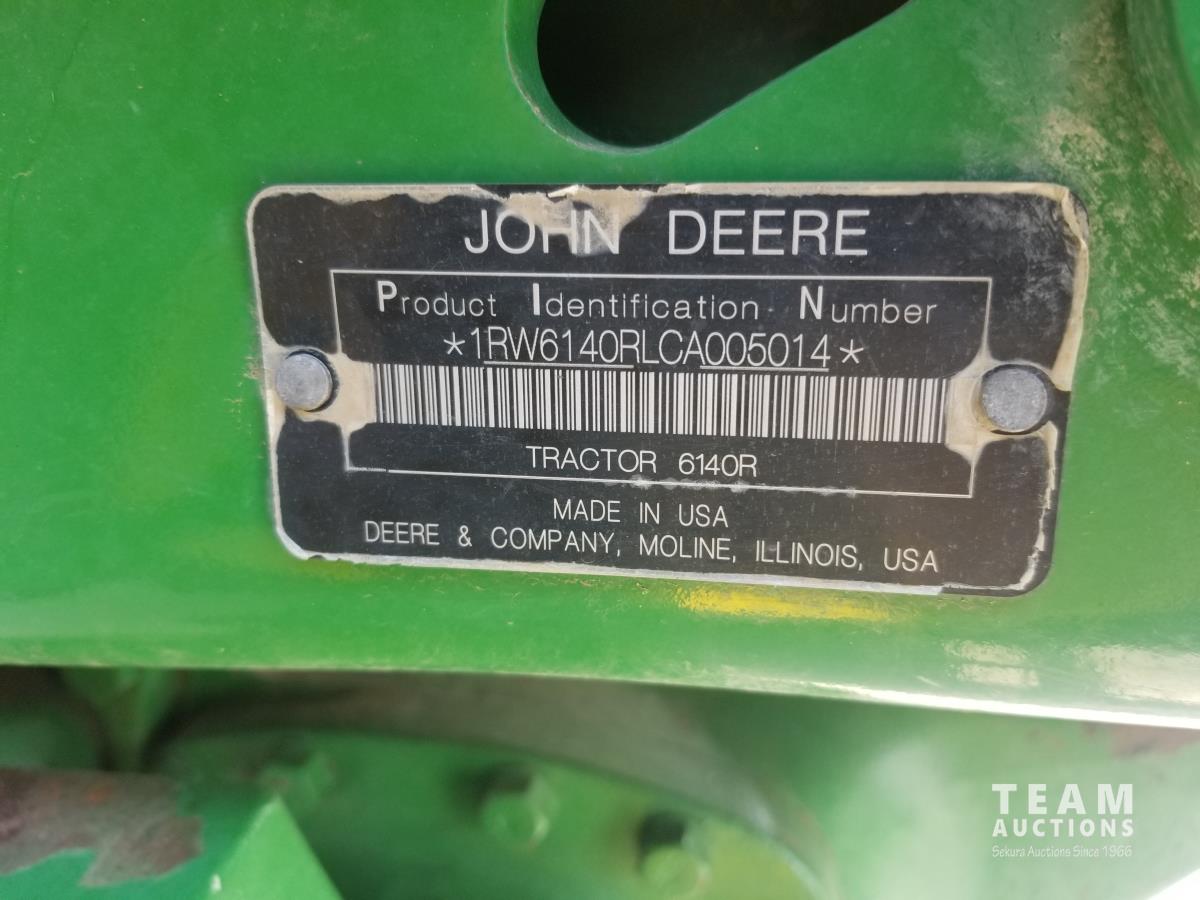 JOHN DEERE
Product Identification Number
*1RW6140RLCA005014*
TRACTOR 6140R
MADE IN USA
DEERE & COMPANY, MOLINE, ILLINOIS, USA
TEAM
AUCTIONS
Sekura Auctions Since 1966